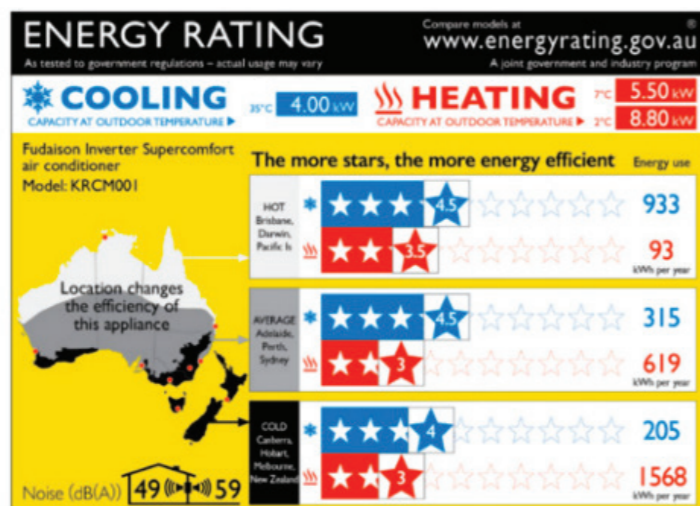 ENERGY RATING
As tested to government regulations – actual usage may vary
Compare models at
www.energyrating.gov.au
®
A joint government and industry program
COOLING
CAPACITY AT OUTDOOR TEMPERATURE ▶
35°C 4.00 kW
HEATING
CAPACITY AT OUTDOOR TEMPERATURE ▶
7°C 5.50 kW
2°C 8.80 kW
Fudaison Inverter Supercomfort
air conditioner
Model: KRCM001
The more stars, the more energy efficient
Energy use
Location changes
the efficiency of
this appliance
HOT
Brisbane,
Darwin,
Pacific Is
4.5
933
3.5
93
kWhs per year
AVERAGE
Adelaide,
Perth,
Sydney
4.5
315
3
619
kWhs per year
COLD
Canberra,
Hobart,
Melbourne,
New Zealand
4
205
3
1568
kWhs per year
Noise (dB(A)) 49 59